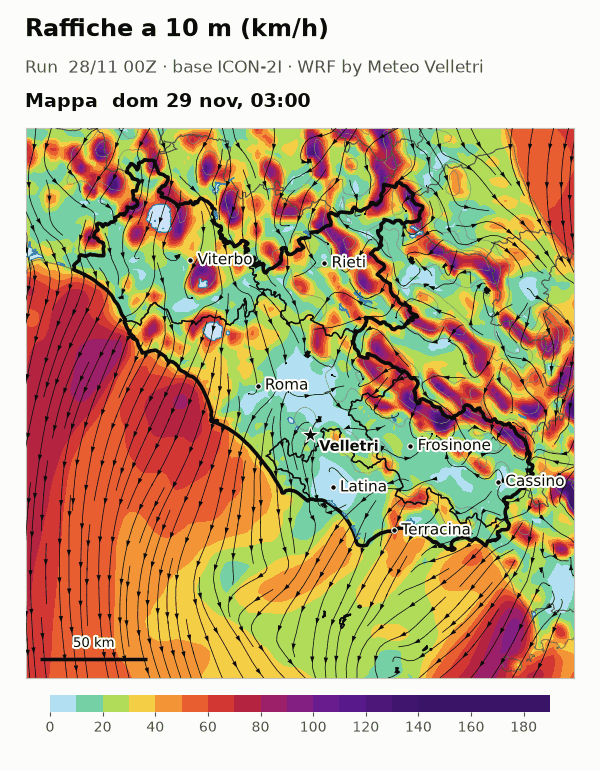 Raffiche a 10 m (km/h)
Run  28/11 00Z · base ICON-2I · WRF by Meteo Velletri
Mappa  dom 29 nov, 03:00
Viterbo
Rieti
Roma
Velletri
Frosinone
Latina
Cassino
Terracina
50 km
0 20 40 60 80 100 120 140 160 180